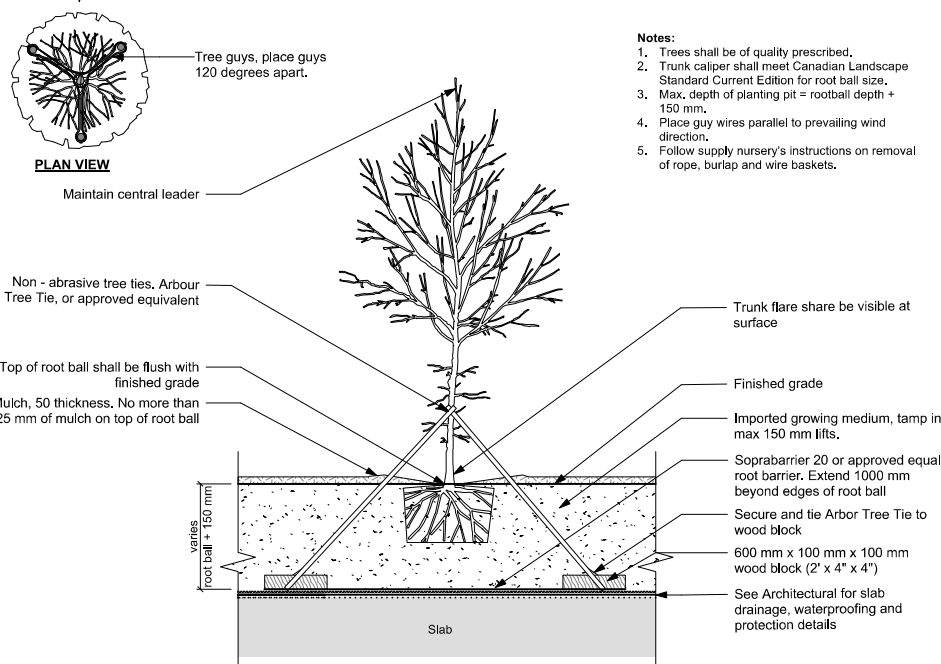 Tree guys, place guys
120 degrees apart.
PLAN VIEW
Notes:
1. Trees shall be of quality prescribed.
2. Trunk caliper shall meet Canadian Landscape
Standard Current Edition for root ball size.
3. Max. depth of planting pit = rootball depth +
150 mm.
4. Place guy wires parallel to prevailing wind
direction.
5. Follow supply nursery's instructions on removal
of rope, burlap and wire baskets.
Maintain central leader
Non - abrasive tree ties. Arbour
Tree Tie, or approved equivalent
Top of root ball shall be flush with
finished grade
Mulch, 50 thickness. No more than
25 mm of mulch on top of root ball
varies
root ball + 150 mm
Trunk flare share be visible at
surface
Finished grade
Imported growing medium, tamp in
max 150 mm lifts.
Soprabarrier 20 or approved equal
root barrier. Extend 1000 mm
beyond edges of root ball
Secure and tie Arbor Tree Tie to
wood block
600 mm x 100 mm x 100 mm
wood block (2' x 4" x 4")
See Architectural for slab
drainage, waterproofing and
protection details
Slab